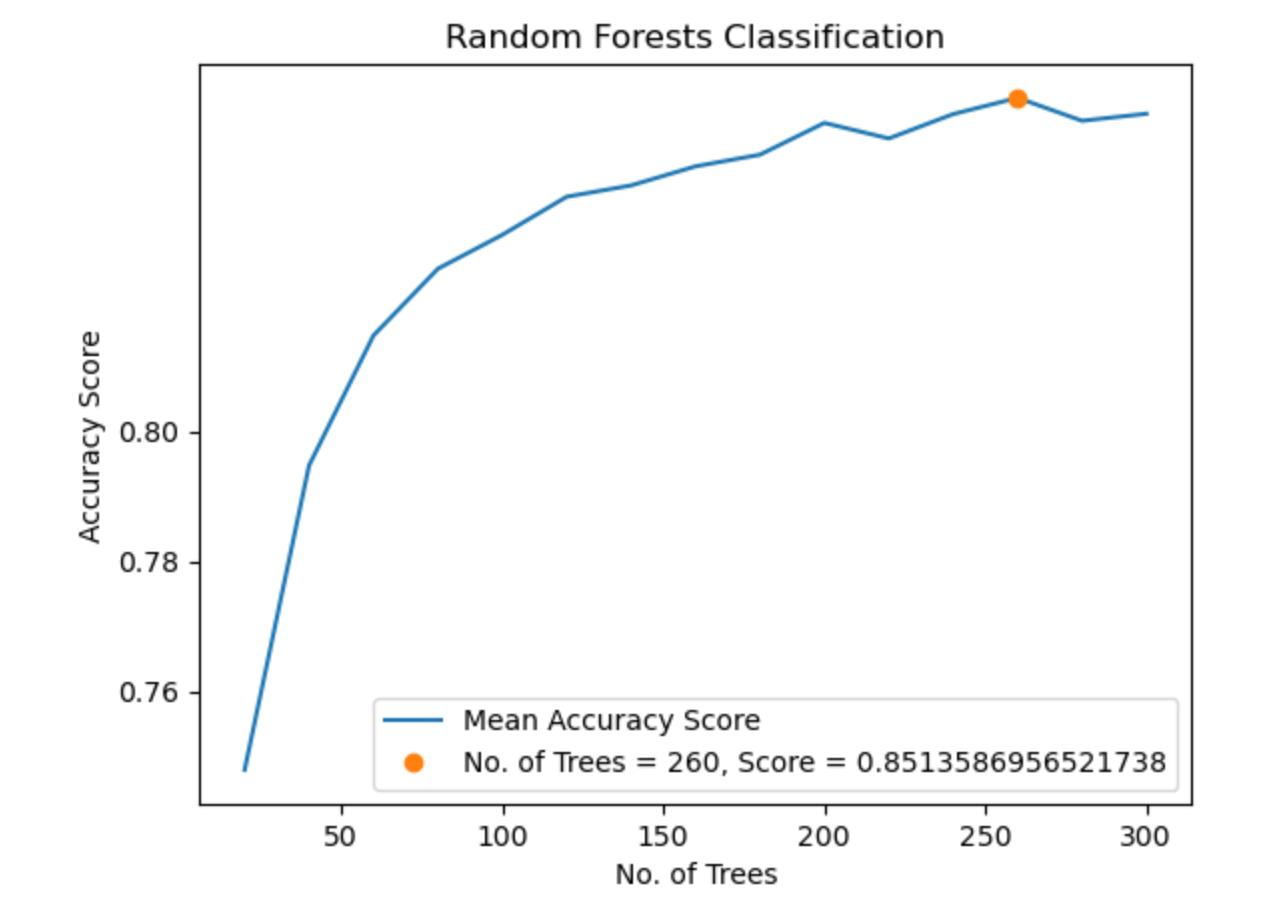 Random Forests Classification
Accuracy Score
0.80
0.78
0.76
Mean Accuracy Score
No. of Trees = 260, Score = 0.8513586956521738
50 100 150 200 250 300
No. of Trees